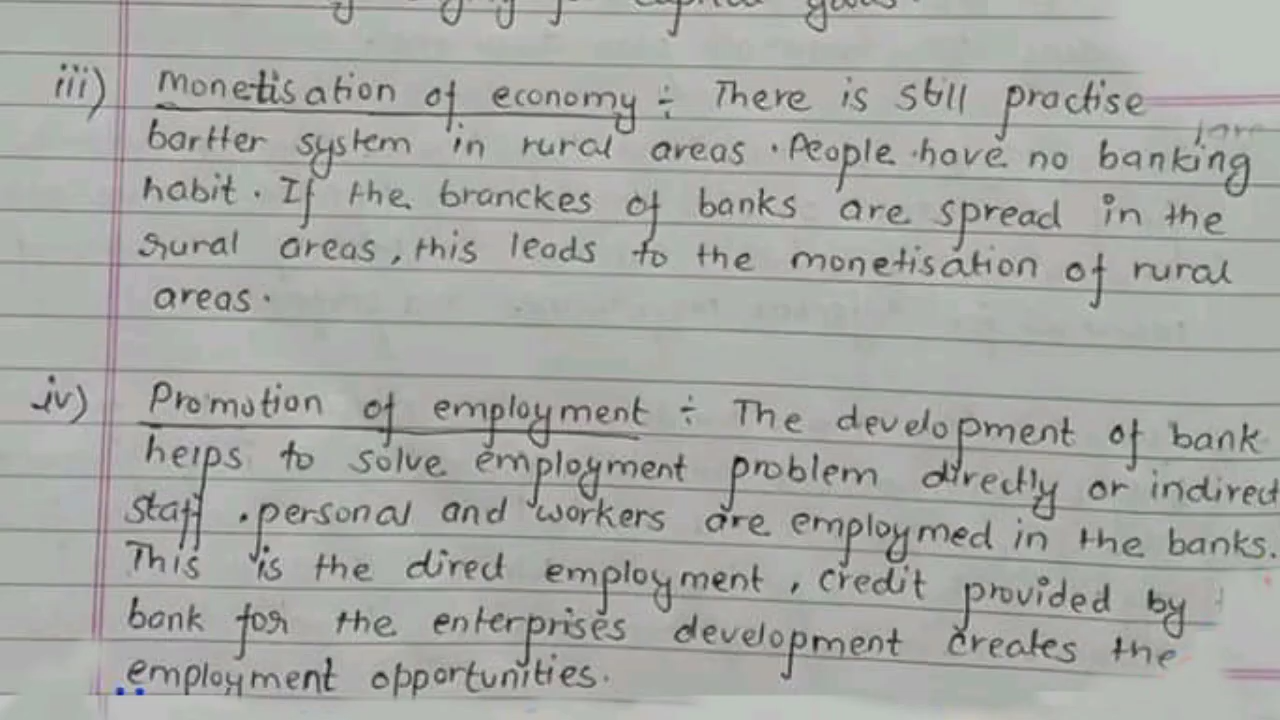 iii) Monetisation of economy ÷ There is still practise
bartter system in rural areas. People have no banking
habit. If the branckes of banks are spread in the
rural areas, this leads to the monetisation of rural
areas.
iv) Promotion of employment ÷ The development of bank
helps to solve employment problem directly or indirect
staff. personal and workers are employmed in the banks.
This is the direct employment, credit provided by
bank for the enterprises development creates the
employment opportunities.